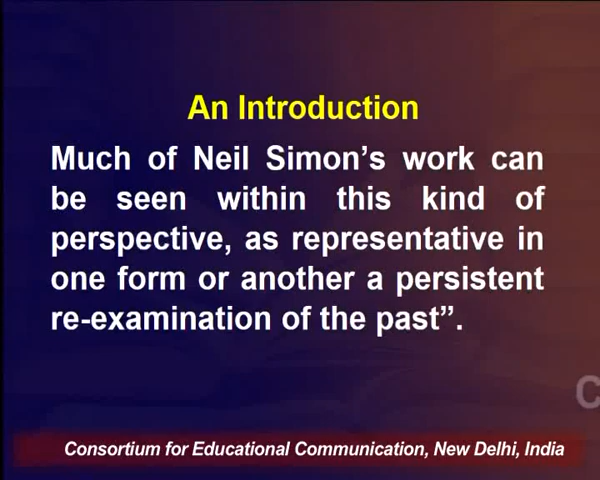 An Introduction
Much of Neil Simon's work can
be seen within this kind of
perspective, as representative in
one form or another a persistent
re-examination of the past”.
C
Consortium for Educational Communication, New Delhi, India